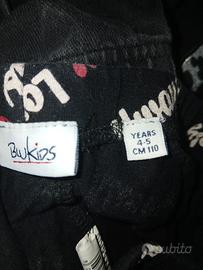 BluKids
YEARS
4-5
CM 110
subito